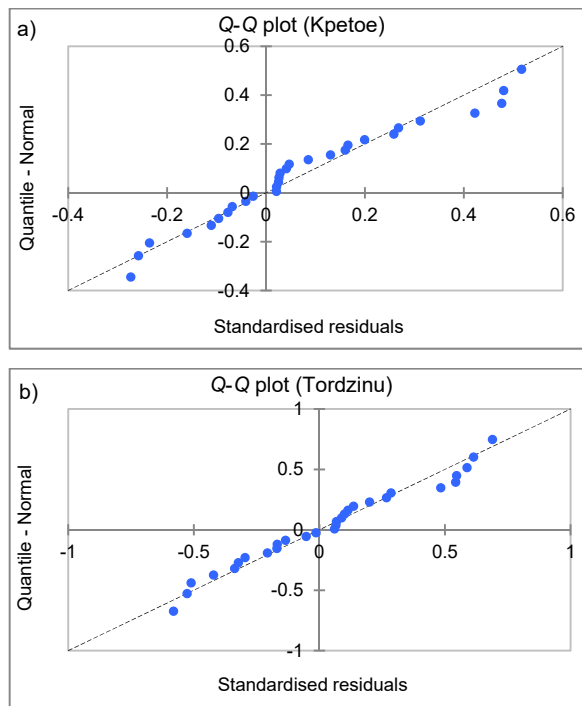 a)
Q-Q plot (Kpetoe)
0.6
0.4
0.2
0
-0.4 -0.2 0 0.2 0.4 0.6
-0.2
-0.4
Quantile - Normal
Standardised residuals
b)
Q-Q plot (Tordzinu)
1
0.5
0
-1 -0.5 0 0.5 1
-0.5
-1
Quantile - Normal
Standardised residuals